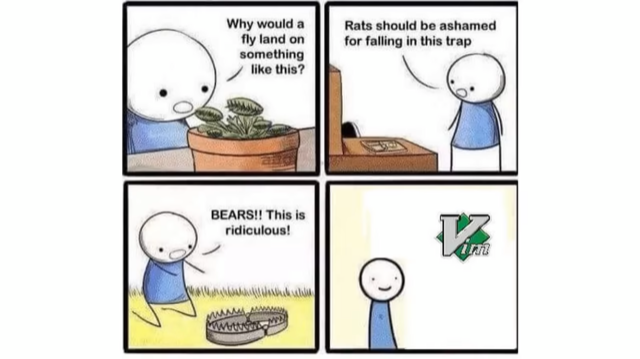 Why would a
fly land on
something
like this?
Rats should be ashamed
for falling in this trap
BEARS!! This is
ridiculous!
Vim